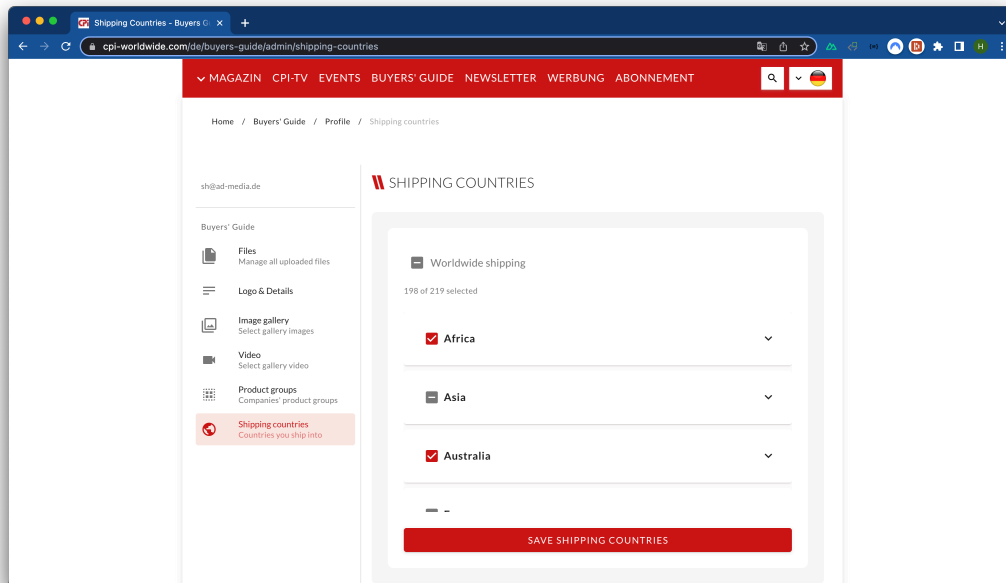 CPi Shipping Countries - Buyers G
cpi-worldwide.com/de/buyers-guide/admin/shipping-countries
H
MAGAZIN CPI-TV EVENTS BUYERS' GUIDE NEWSLETTER WERBUNG ABONNEMENT
Home / Buyers' Guide / Profile / Shipping countries
sh@ad-media.de
Buyers' Guide
Files
Manage all uploaded files
Logo & Details
Image gallery
Select gallery images
Video
Select gallery video
Product groups
Companies' product groups
Shipping countries
Countries you ship into
SHIPPING COUNTRIES
Worldwide shipping
198 of 219 selected
Africa
Asia
Australia
SAVE SHIPPING COUNTRIES